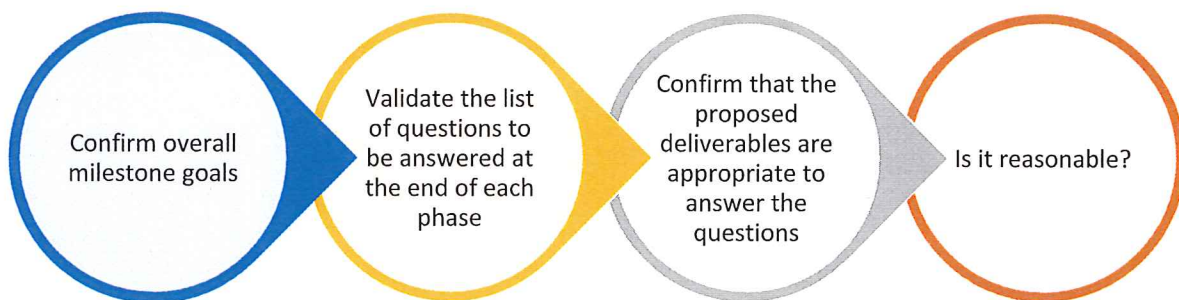 Confirm overall
milestone goals
Validate the list
of questions to
be answered at
the end of each
phase
Confirm that the
proposed
deliverables are
appropriate to
answer the
questions
Is it reasonable?